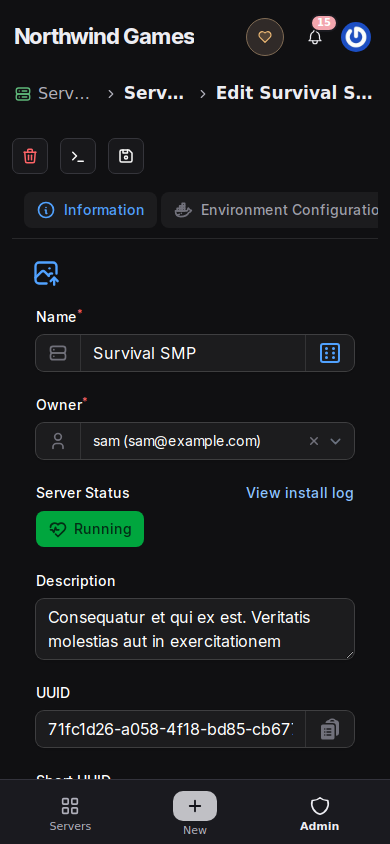 Northwind Games
15
Serv... › Serv... › Edit Survival S...
Information
Environment Configuratio
Name*
Survival SMP
Owner*
sam (sam@example.com)
Server Status
View install log
Running
Description
Consequatur et qui ex est. Veritatis
molestias aut in exercitationem
UUID
71fc1d26-a058-4f18-bd85-cb67
Short UUID
Servers
New
Admin